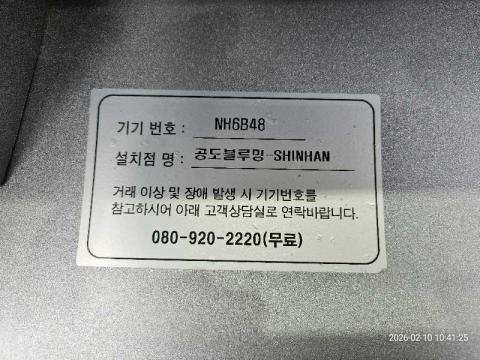 기기 번호 : NH6B48
설치점 명 : 공도블루밍-SHINHAN
거래 이상 및 장애 발생 시 기기번호를
참고하시어 아래 고객상담실로 연락바랍니다.
080-920-2220(무료)
2026-02-10 10:41:25